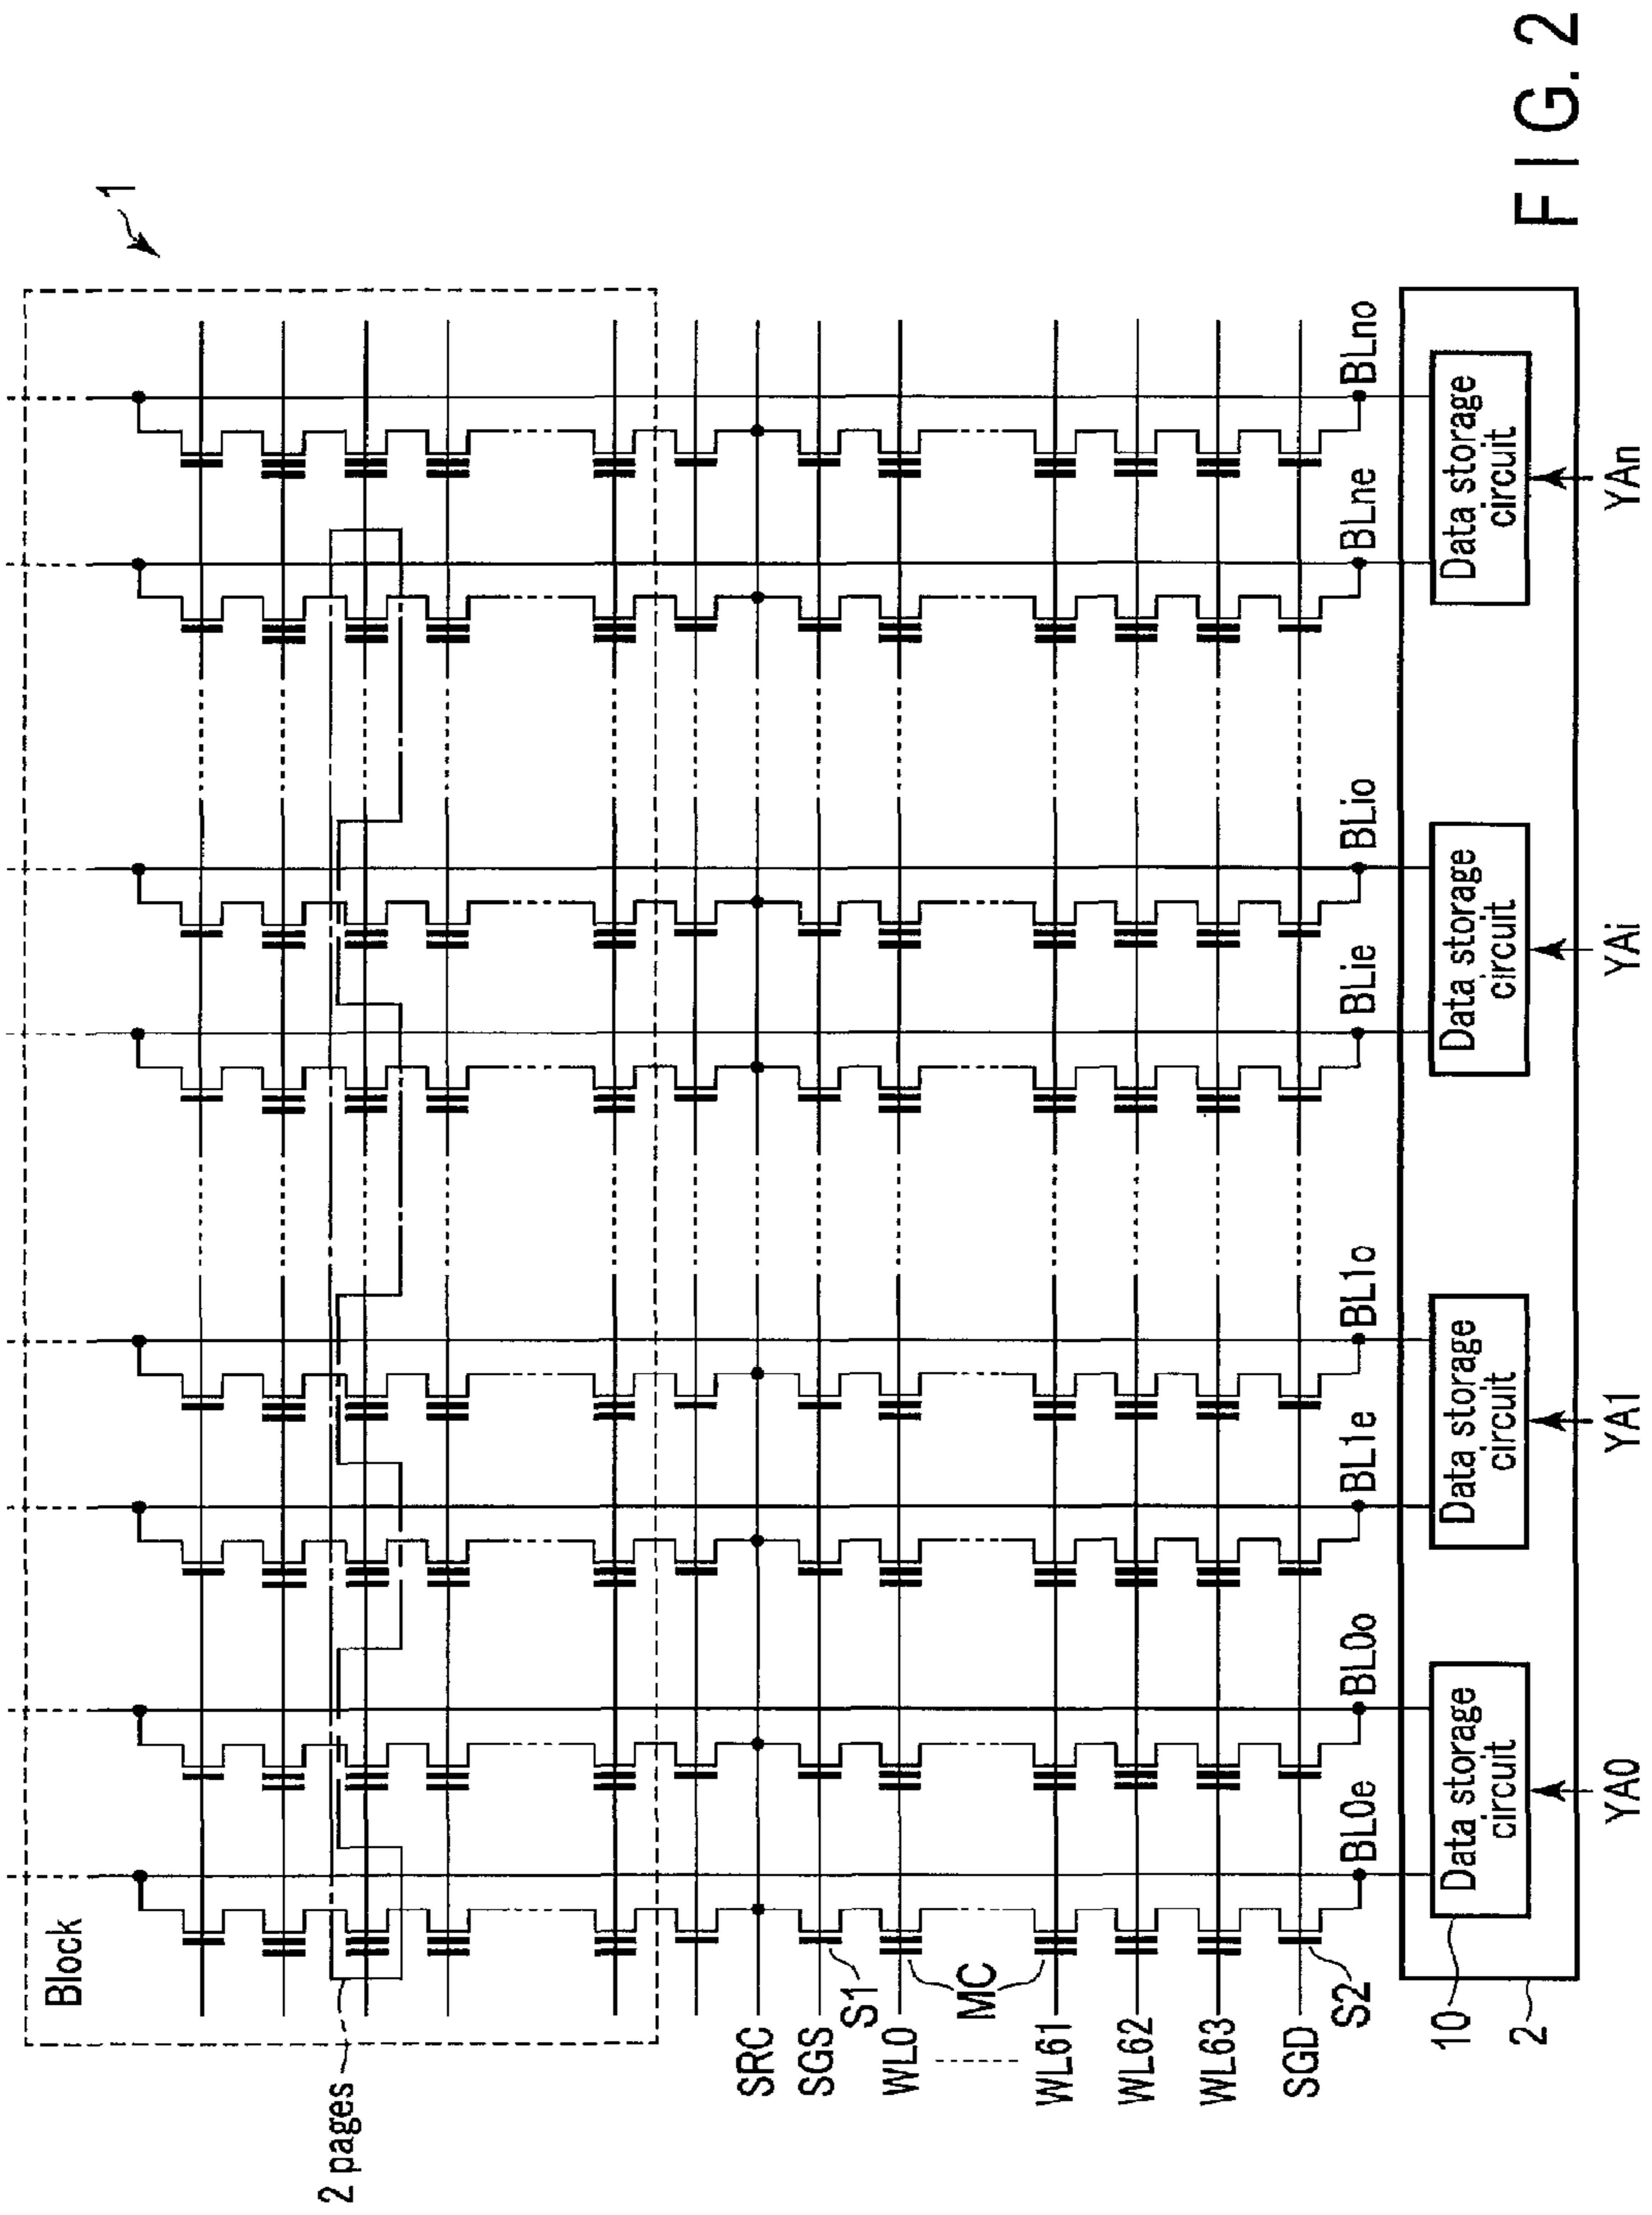 1
Block
2 pages
SRC
SGS
S1
WL0
MC
WL61
WL62
WL63
SGD
S2
BL0e
BL0o
BL1e
BL1o
BLie
BLio
BLne
BLno
10
2
Data storage
circuit
Data storage
circuit
Data storage
circuit
Data storage
circuit
YA0
YA1
YAi
YAn
FIG. 2